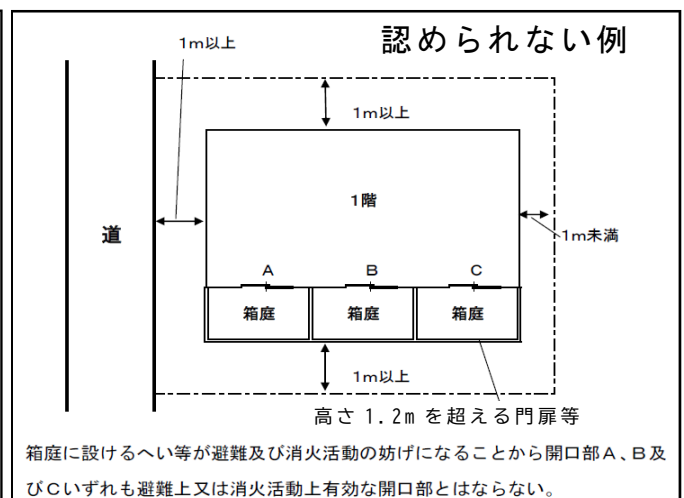 認められない例
1m以上
1m以上
1階
道
1m未満
A B C
箱庭 箱庭 箱庭
1m以上
高さ 1.2m を超える門扉等
箱庭に設けるへい等が避難及び消火活動の妨げになることから開口部A、B及
びCいずれも避難上又は消火活動上有効な開口部とはならない。